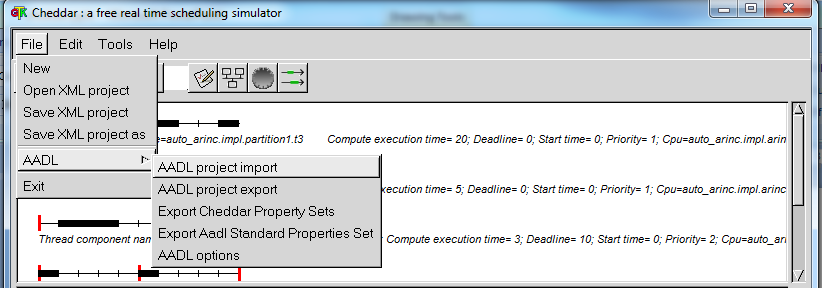 Cheddar : a free real time scheduling simulator
File Edit Tools Help
New
Open XML project
Save XML project
Save XML project as
=auto_arinc.impl.partition1.t3 Compute execution time= 20; Deadline= 0; Start time= 0; Priority= 1; Cpu=auto_arinc.impl.arinc
AADL
AADL project import
Exit
AADL project export
ecution time= 5; Deadline= 0; Start time= 0; Priority= 1; Cpu=auto_arinc.impl.arinc
Export Cheddar Property Sets
Export Aadl Standard Properties Set
Thread component nam
Compute execution time= 3; Deadline= 10; Start time= 0; Priority= 2; Cpu=auto_ar
AADL options